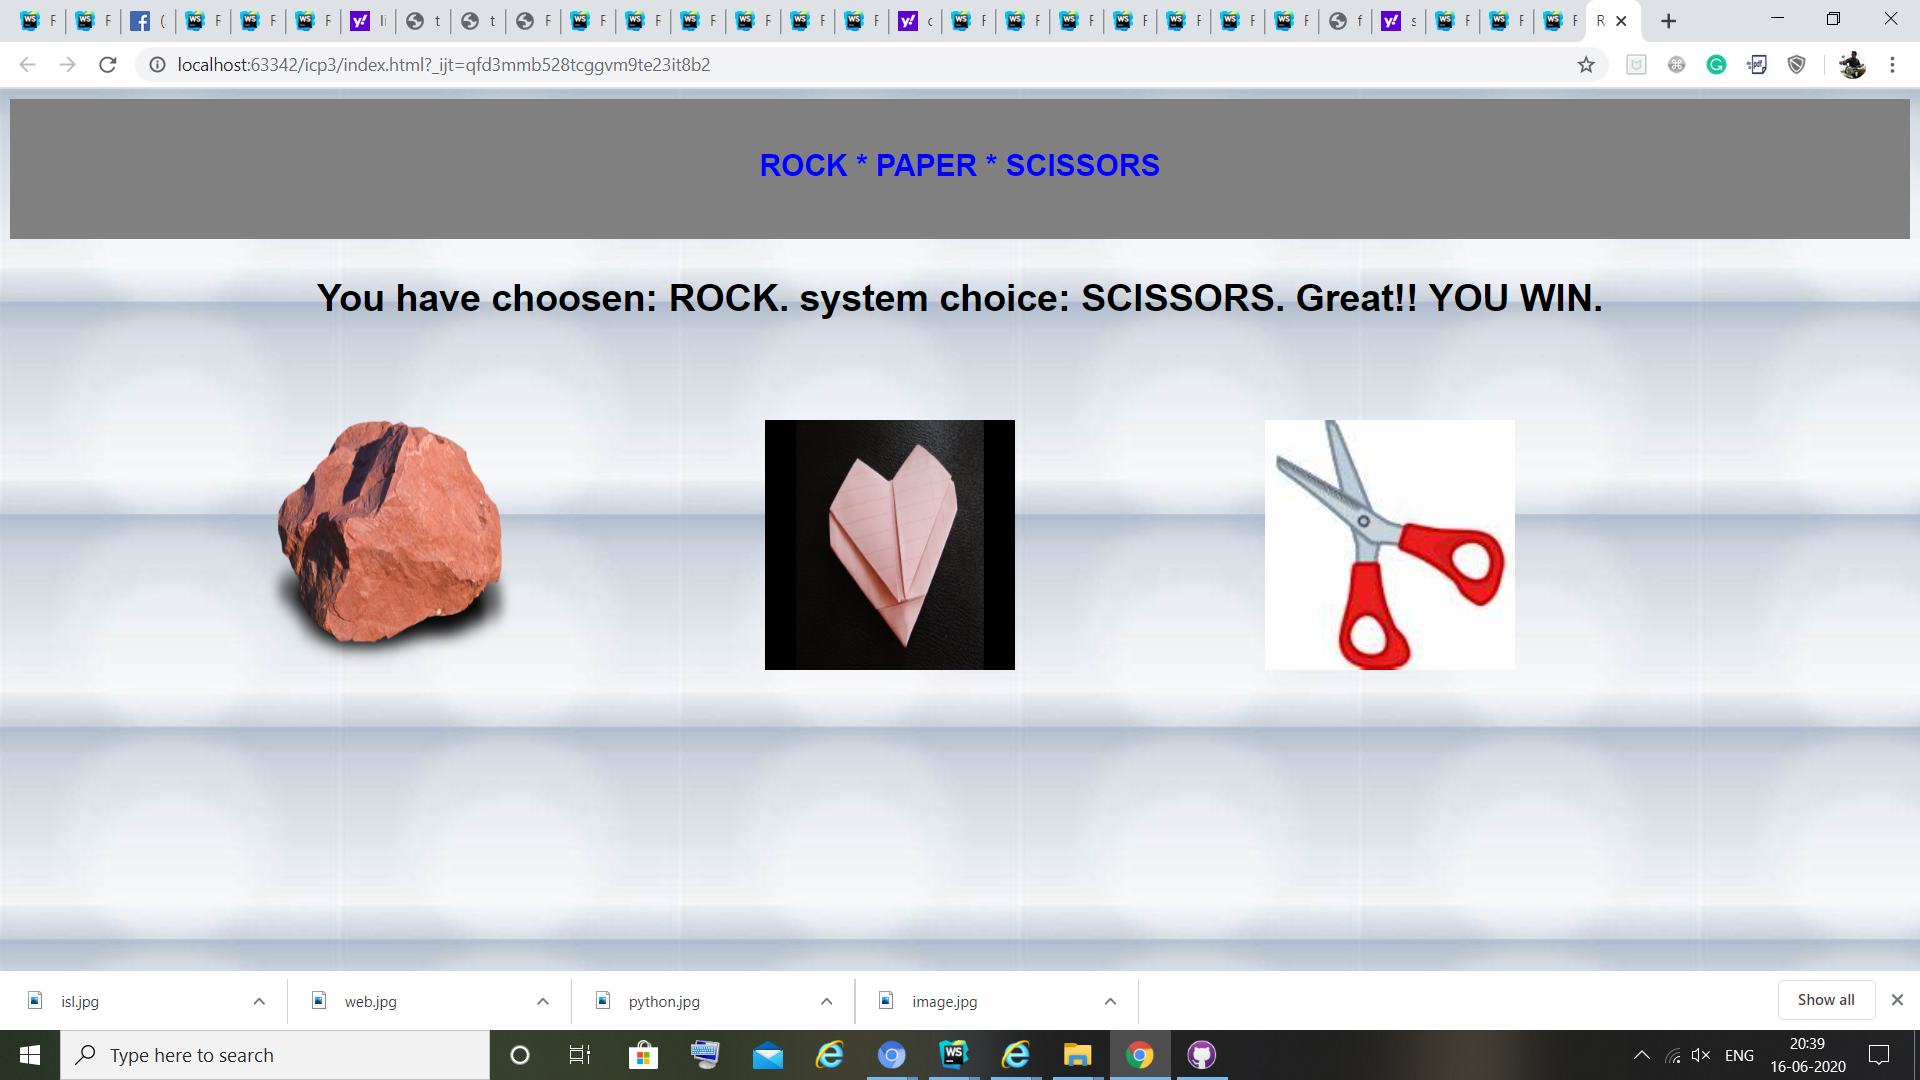 localhost:63342/icp3/index.html?_ijt=qfd3mmb528tcggvm9te23it8b2
ROCK * PAPER * SCISSORS
You have choosen: ROCK. system choice: SCISSORS. Great!! YOU WIN.
isl.jpg
web.jpg
python.jpg
image.jpg
Show all
Type here to search
ENG
20:39
16-06-2020